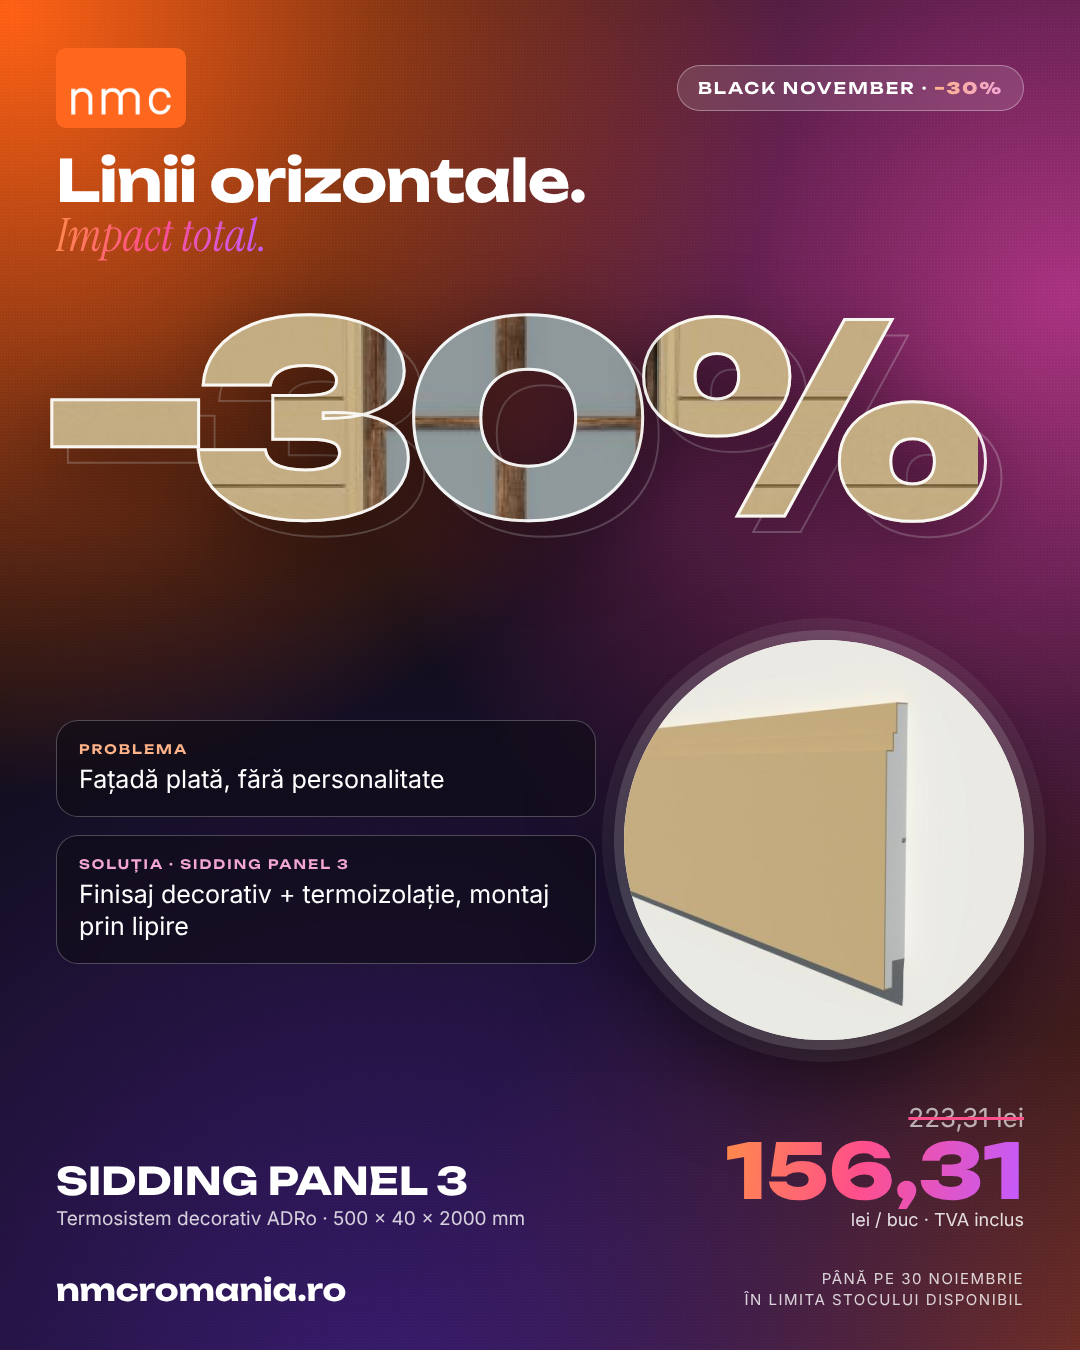 nmc
BLACK NOVEMBER · −30%
Linii orizontale.
Impact total.
−30%
PROBLEMA
Fațadă plată, fără personalitate
SOLUȚIA · SIDDING PANEL 3
Finisaj decorativ + termoizolație, montaj
prin lipire
223,31 lei
156,31
lei / buc · TVA inclus
SIDDING PANEL 3
Termosistem decorativ ADRo · 500 × 40 × 2000 mm
nmcromania.ro
PÂNĂ PE 30 NOIEMBRIE
ÎN LIMITA STOCULUI DISPONIBIL